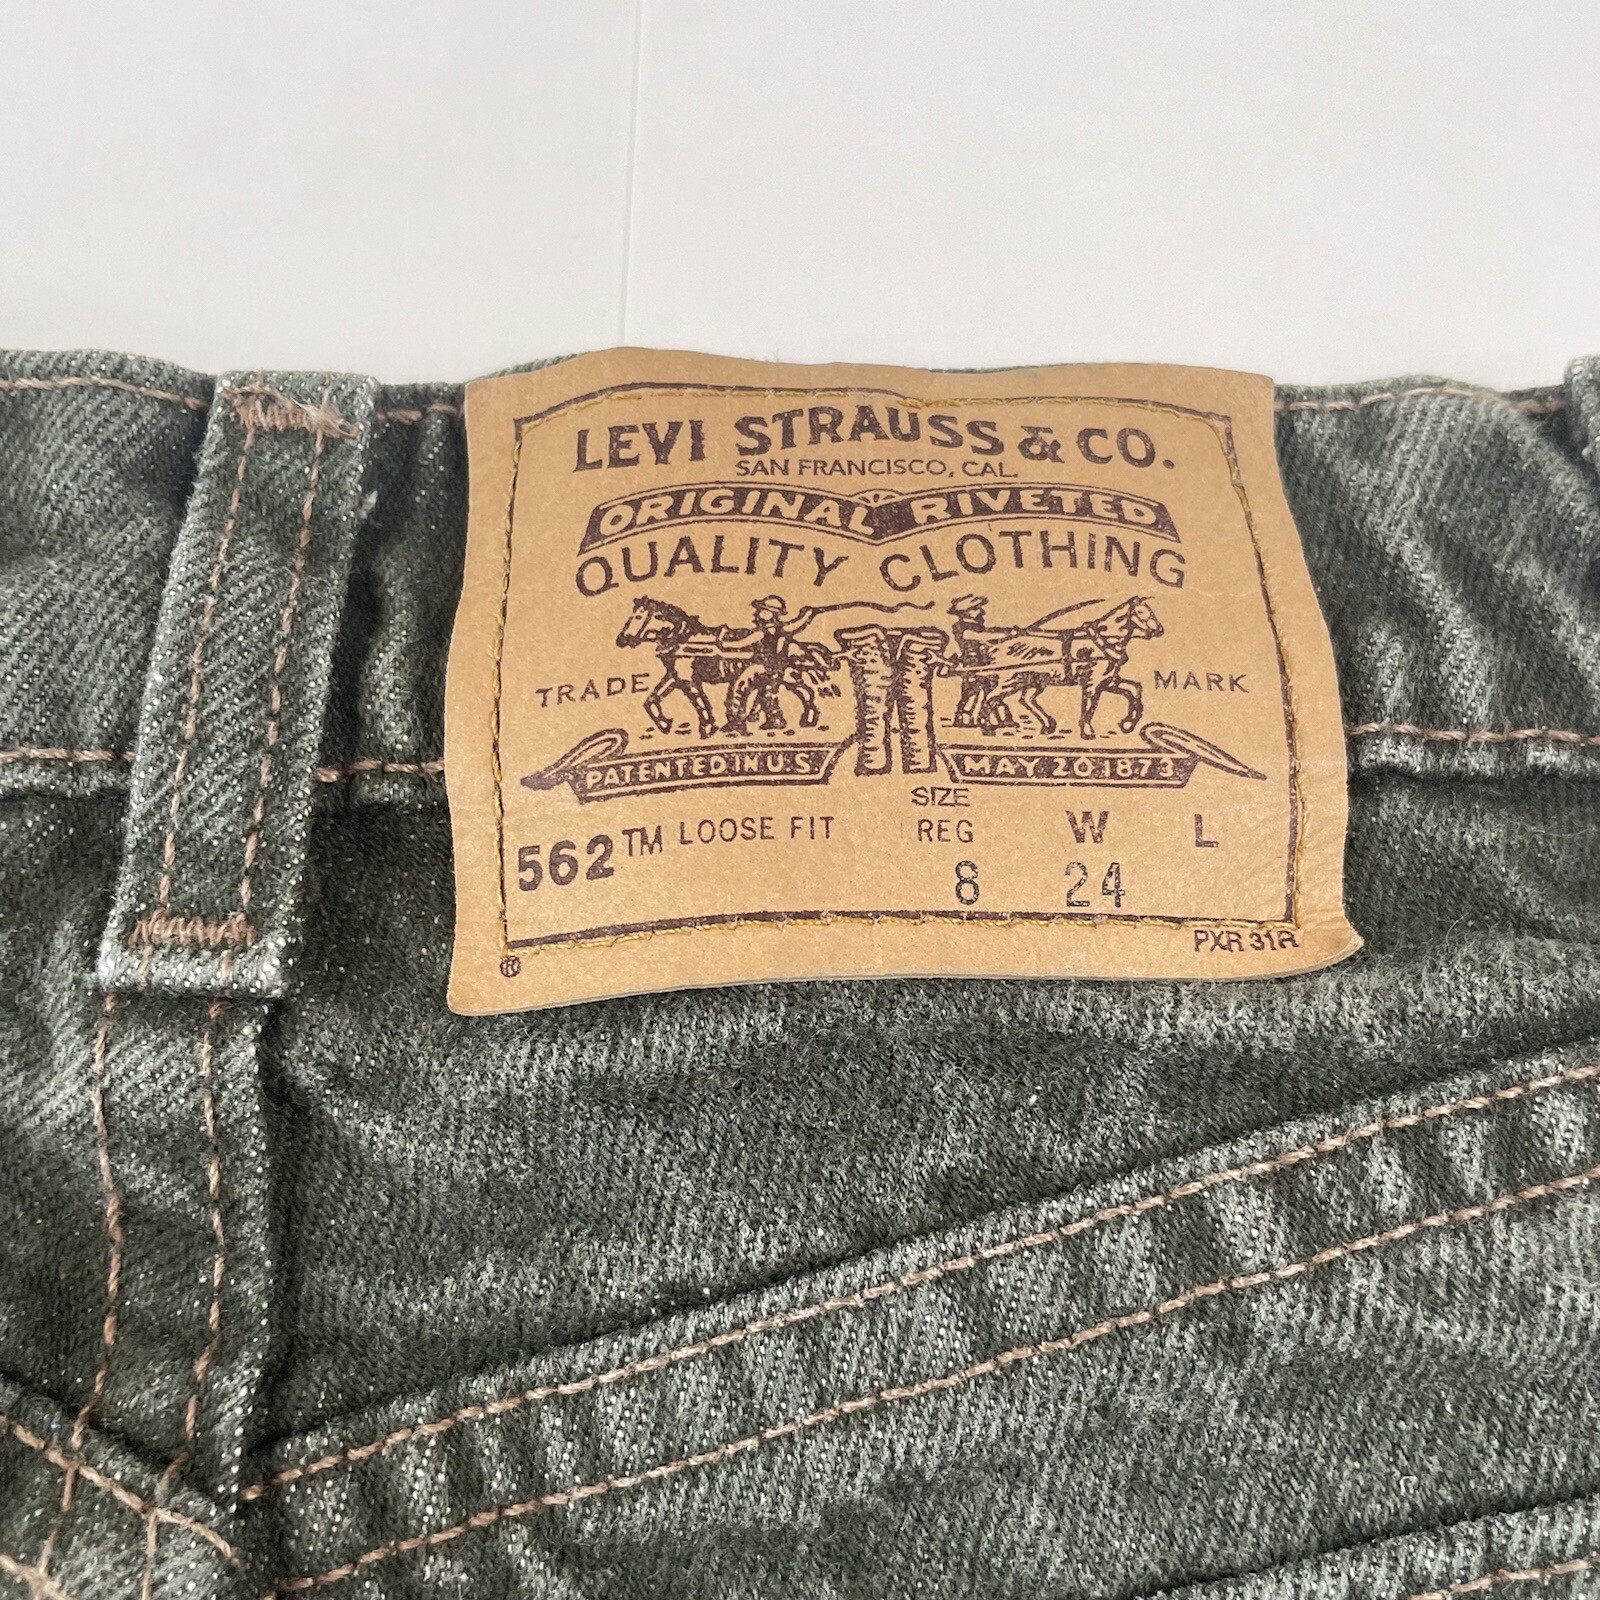 LEVI STRAUSS & CO.
SAN FRANCISCO, CAL.
ORIGINAL RIVETED
QUALITY CLOTHING
TRADE MARK
PATENTED IN U.S. MAY 20 1873
SIZE
562™ LOOSE FIT REG W L
8 24
PXR 31R
®